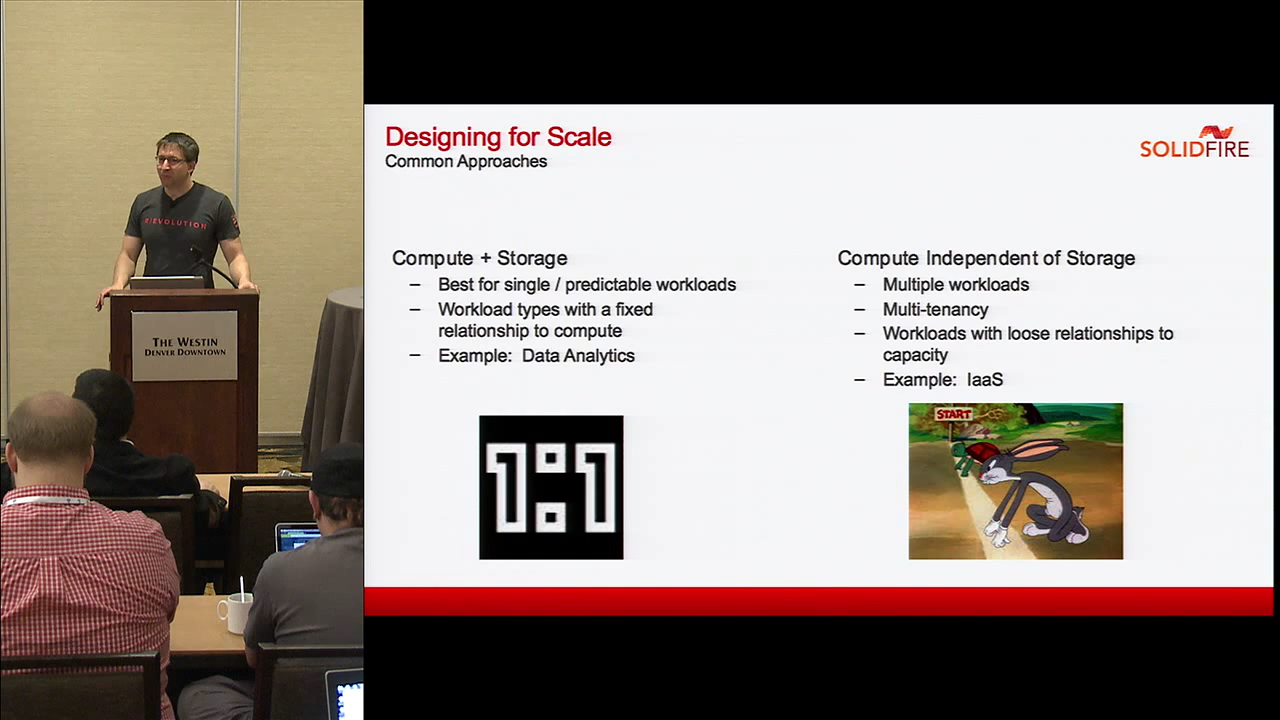 R/EVOLUTION
THE WESTIN
DENVER DOWNTOWN
Designing for Scale
Common Approaches
SOLIDFIRE
Compute + Storage
– Best for single / predictable workloads
– Workload types with a fixed
relationship to compute
– Example: Data Analytics
1:1
Compute Independent of Storage
– Multiple workloads
– Multi-tenancy
– Workloads with loose relationships to
capacity
– Example: IaaS
START